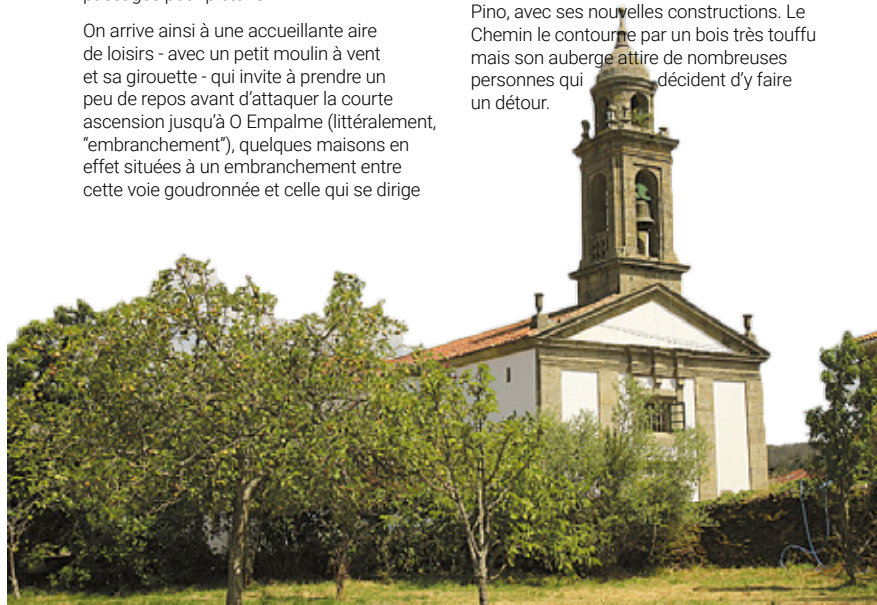 On arrive ainsi à une accueillante aire
de loisirs - avec un petit moulin à vent
et sa girouette - qui invite à prendre un
peu de repos avant d'attaquer la courte
ascension jusqu'à O Empalme (littéralement,
"embranchement"), quelques maisons en
effet situées à un embranchement entre
cette voie goudronnée et celle qui se dirige
Pino, avec ses nouvelles constructions. Le
Chemin le contourne par un bois très touffu
mais son auberge attire de nombreuses
personnes qui décident d'y faire
un détour.